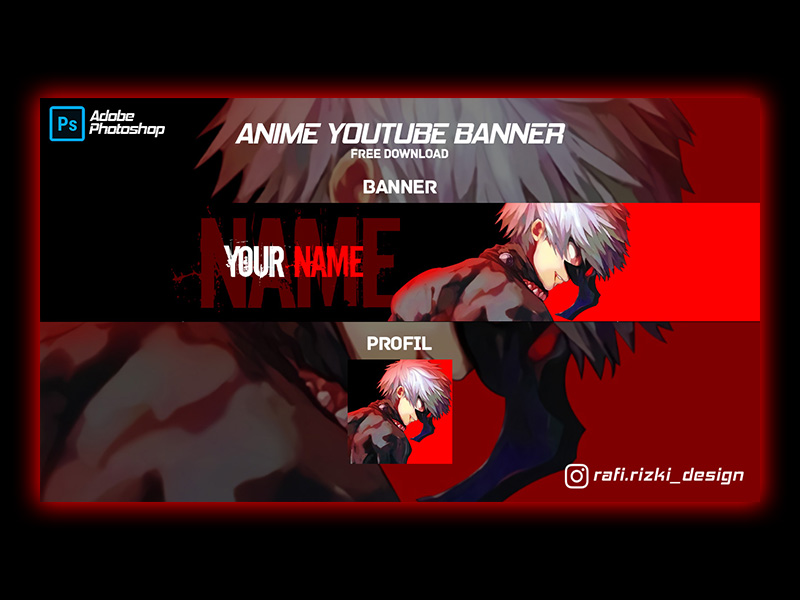 Ps
Adobe
Photoshop
ANIME YOUTUBE BANNER
FREE DOWNLOAD
BANNER
NAME
YOUR NAME
PROFIL
rafi.rizki_design